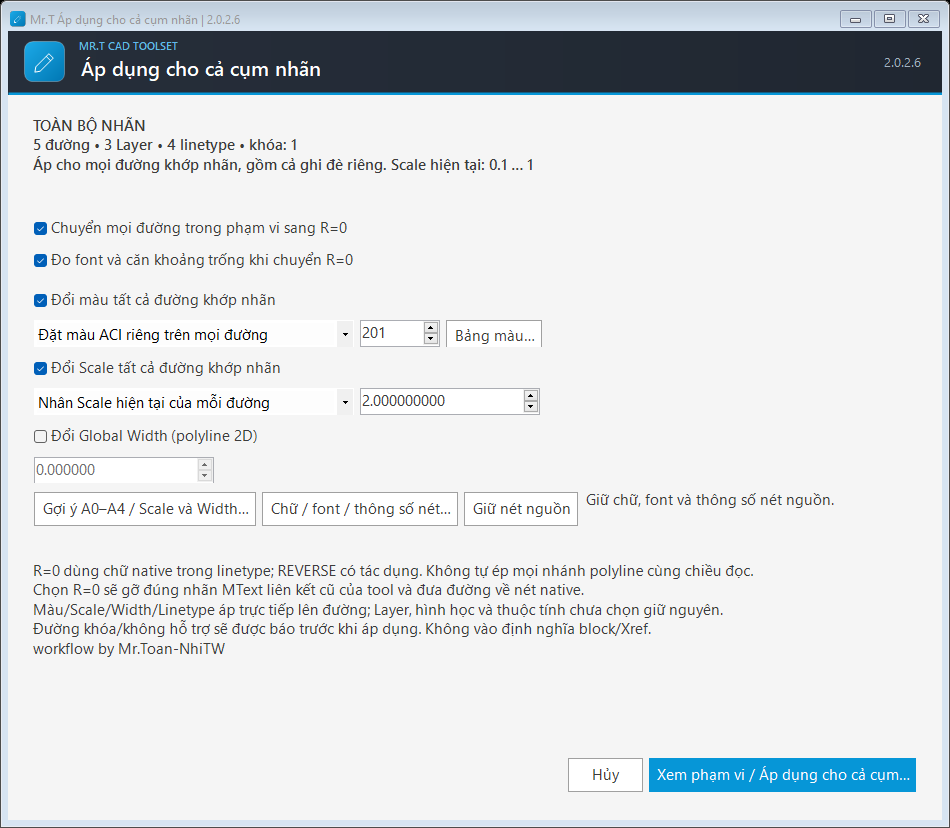 Mr.T Áp dụng cho cả cụm nhãn | 2.0.2.6
MR.T CAD TOOLSET
Áp dụng cho cả cụm nhãn
2.0.2.6
TOÀN BỘ NHÃN
5 đường • 3 Layer • 4 linetype • khóa: 1
Áp cho mọi đường khớp nhãn, gồm cả ghi đè riêng. Scale hiện tại: 0.1 ... 1
Chuyển mọi đường trong phạm vi sang R=0
Đo font và căn khoảng trống khi chuyển R=0
Đổi màu tất cả đường khớp nhãn
Đặt màu ACI riêng trên mọi đường
201
Bảng màu...
Đổi Scale tất cả đường khớp nhãn
Nhân Scale hiện tại của mỗi đường
2.000000000
Đổi Global Width (polyline 2D)
0.000000
Gợi ý A0–A4 / Scale và Width...
Chữ / font / thông số nét...
Giữ nét nguồn
Giữ chữ, font và thông số nét nguồn.
R=0 dùng chữ native trong linetype; REVERSE có tác dụng. Không tự ép mọi nhánh polyline cùng chiều đọc.
Chọn R=0 sẽ gỡ đúng nhãn MText liên kết cũ của tool và đưa đường về nét native.
Màu/Scale/Width/Linetype áp trực tiếp lên đường; Layer, hình học và thuộc tính chưa chọn giữ nguyên.
Đường khóa/không hỗ trợ sẽ được báo trước khi áp dụng. Không vào định nghĩa block/Xref.
workflow by Mr.Toan-NhiTW
Hủy
Xem phạm vi / Áp dụng cho cả cụm...